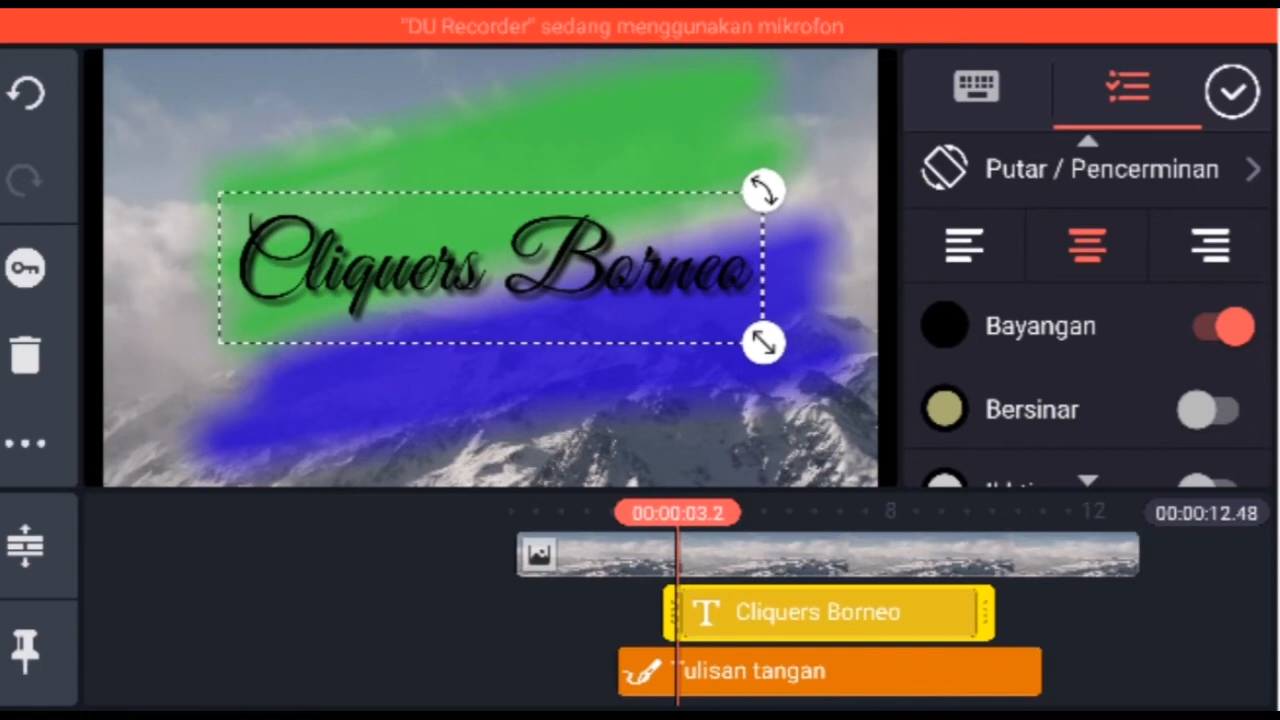 "DU Recorder" sedang menggunakan mikrofon
Putar / Pencerminan
Cliquers Borneo
Bayangan
Bersinar
00:00:03.2
8
12
00:00:12.48
T Cliquers Borneo
Tulisan tangan